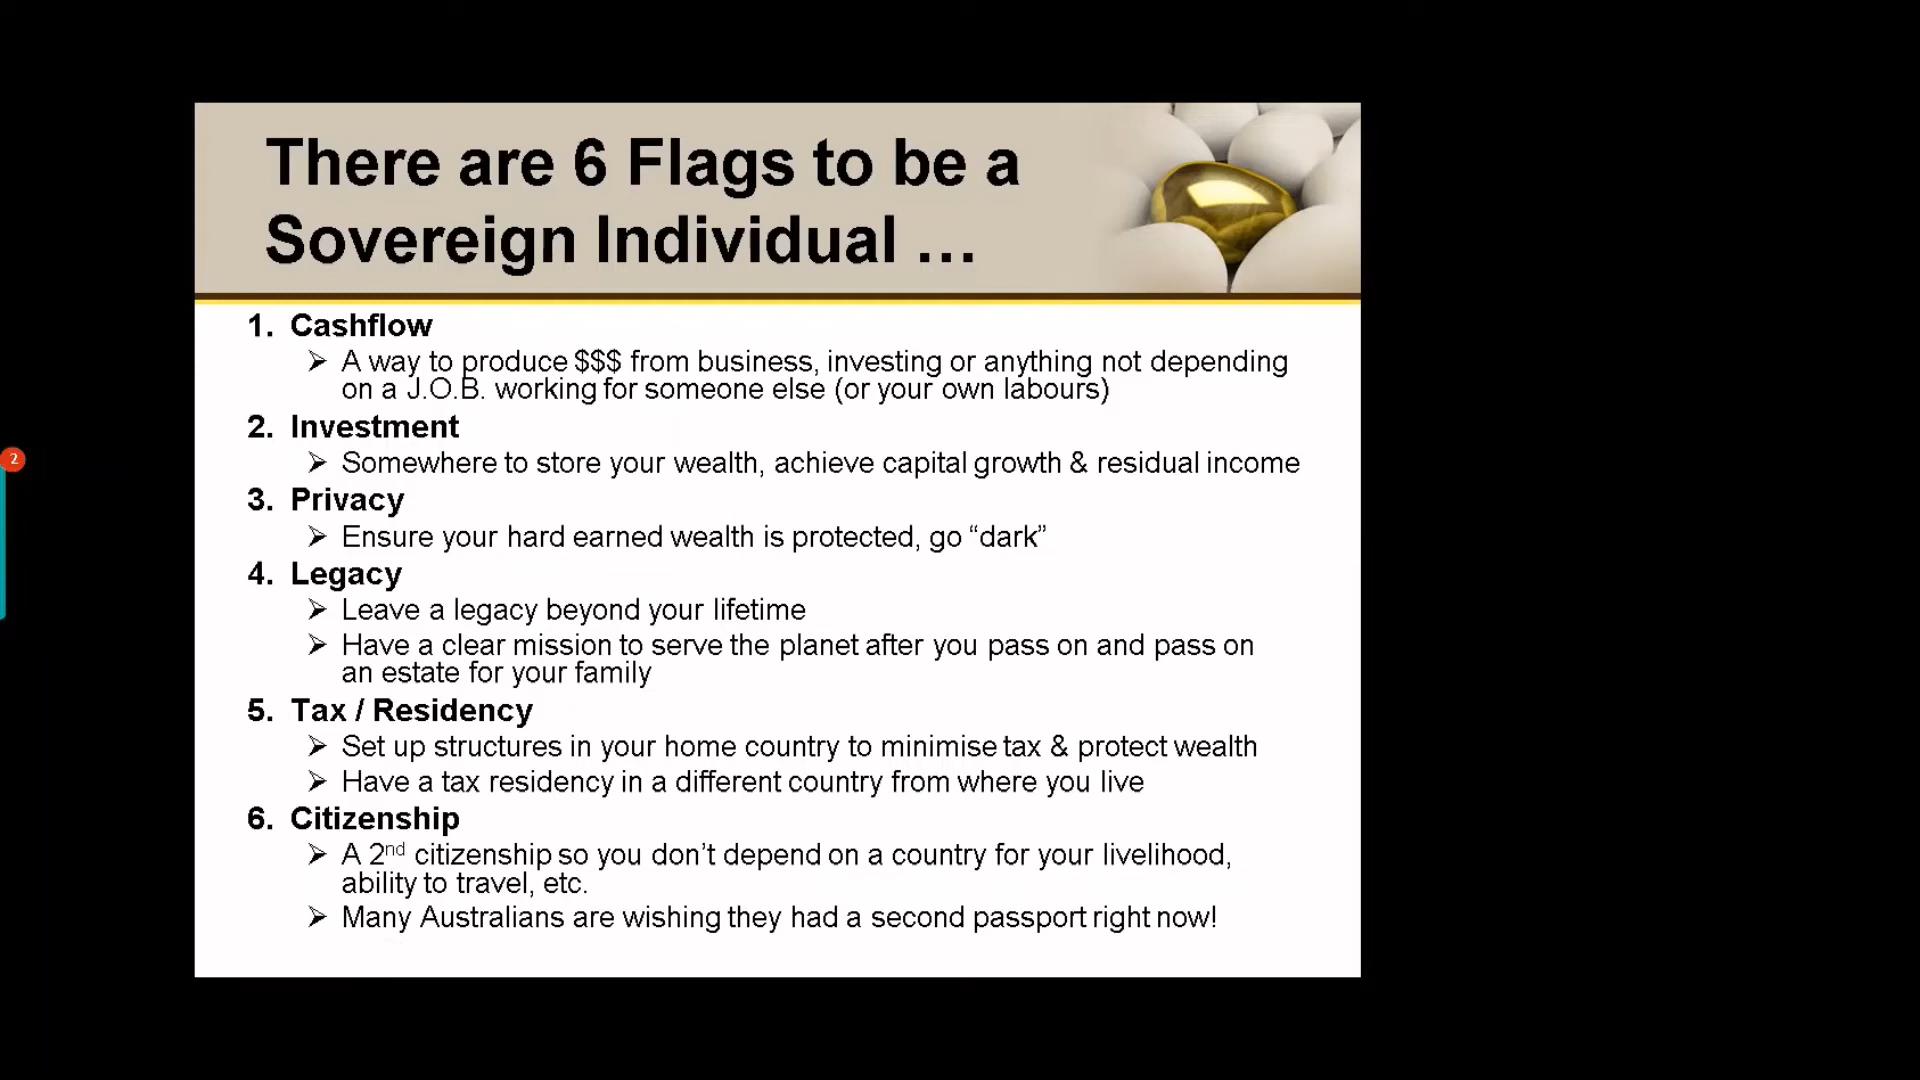 There are 6 Flags to be a
Sovereign Individual ...
1. Cashflow
➢ A way to produce $$$ from business, investing or anything not depending
on a J.O.B. working for someone else (or your own labours)
2. Investment
➢ Somewhere to store your wealth, achieve capital growth & residual income
2
3. Privacy
➢ Ensure your hard earned wealth is protected, go “dark”
4. Legacy
➢ Leave a legacy beyond your lifetime
➢ Have a clear mission to serve the planet after you pass on and pass on
an estate for your family
5. Tax / Residency
➢ Set up structures in your home country to minimise tax & protect wealth
➢ Have a tax residency in a different country from where you live
6. Citizenship
➢ A 2nd citizenship so you don’t depend on a country for your livelihood,
ability to travel, etc.
➢ Many Australians are wishing they had a second passport right now!